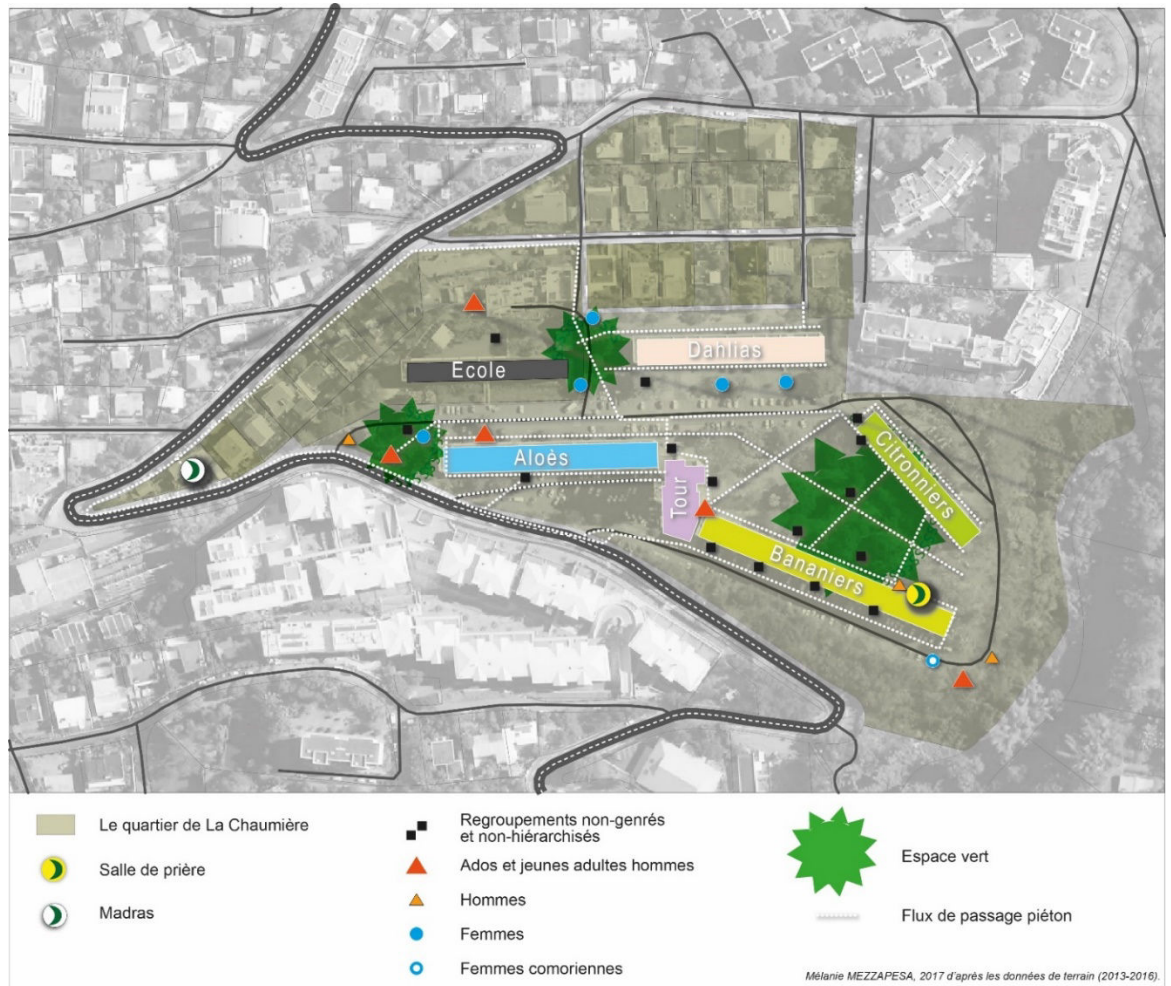 Ecole
Dahlias
Aloès
Tour
Citronniers
Bananiers
Le quartier de La Chaumière
Salle de prière
Madras
Regroupements non-genrés
et non-hiérarchisés
Ados et jeunes adultes hommes
Hommes
Femmes
Femmes comoriennes
Espace vert
Flux de passage piéton
Mélanie MEZZAPESA, 2017 d'après les données de terrain (2013-2016).